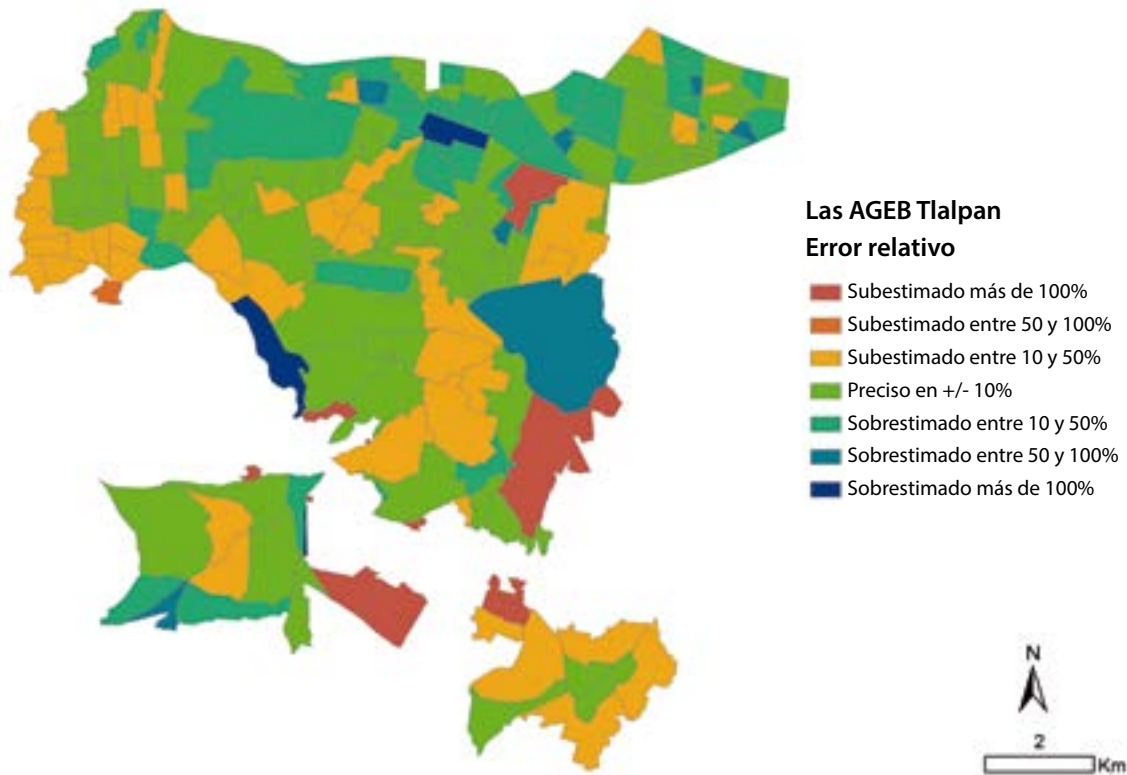 Las AGEB Tlalpan
Error relativo
Subestimado más de 100%
Subestimado entre 50 y 100%
Subestimado entre 10 y 50%
Preciso en +/- 10%
Sobrestimado entre 10 y 50%
Sobrestimado entre 50 y 100%
Sobrestimado más de 100%
N
2
Km